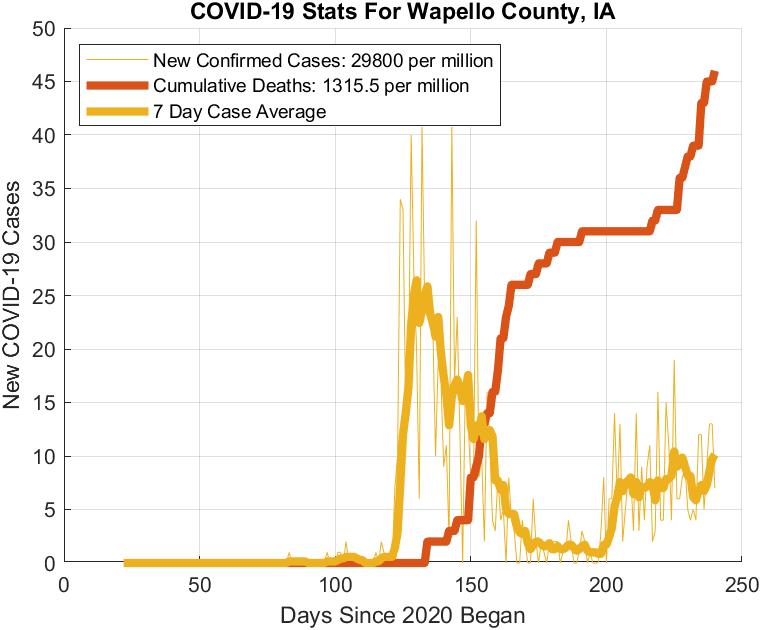 COVID-19 Stats For Wapello County, IA
50
45
40
35
30
25
20
15
10
5
0
New COVID-19 Cases
New Confirmed Cases: 29800 per million
Cumulative Deaths: 1315.5 per million
7 Day Case Average
0 50 100 150 200 250
Days Since 2020 Began